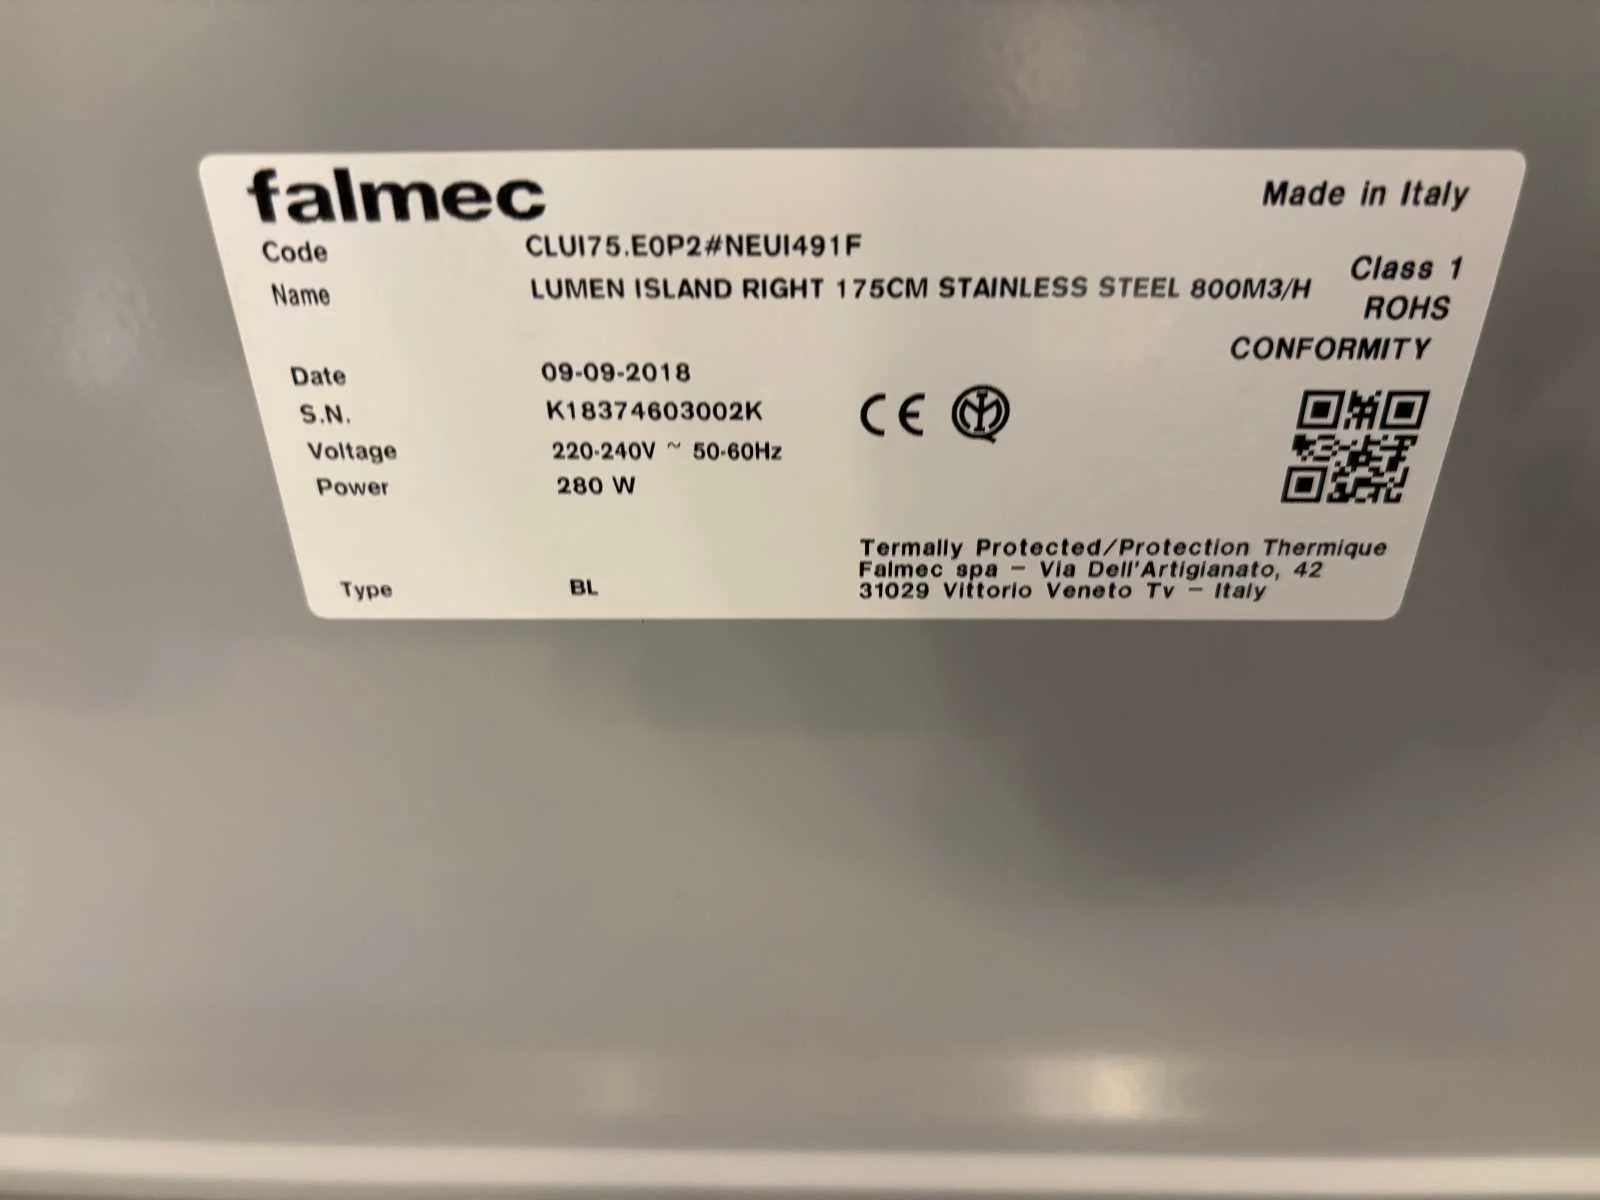 falmec
Made in Italy
Code CLUI75.E0P2#NEUI491F
Name LUMEN ISLAND RIGHT 175CM STAINLESS STEEL 800M3/H
Class 1
ROHS
CONFORMITY
Date 09-09-2018
S.N. K18374603002K
Voltage 220-240V ~ 50-60Hz
Power 280 W
CE
Type BL
Termally Protected/Protection Thermique
Falmec spa – Via Dell'Artigianato, 42
31029 Vittorio Veneto Tv – Italy